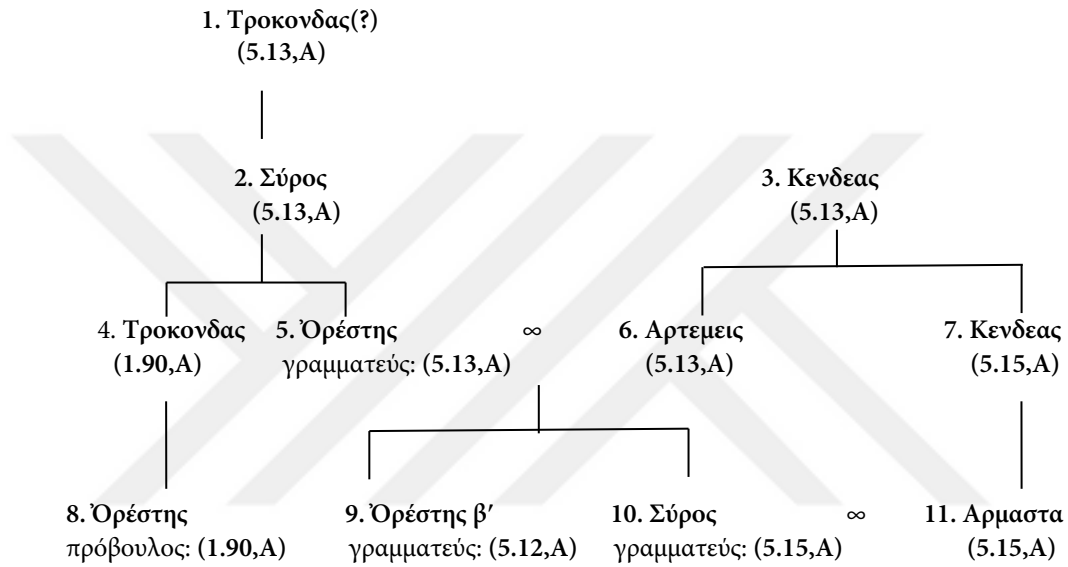 1. Τροκονδας(?)
(5.13,A)
2. Σύρος
(5.13,A)
3. Κενδεας
(5.13,A)
4. Τροκονδας
(1.90,A)
5. Ὀρέστης
γραμματεύς: (5.13,A)
∞
6. Αρτεμεις
(5.13,A)
7. Κενδεας
(5.15,A)
8. Ὀρέστης
πρόβουλος: (1.90,A)
9. Ὀρέστης β′
γραμματεύς: (5.12,A)
10. Σύρος
γραμματεύς: (5.15,A)
∞
11. Αρμαστα
(5.15,A)